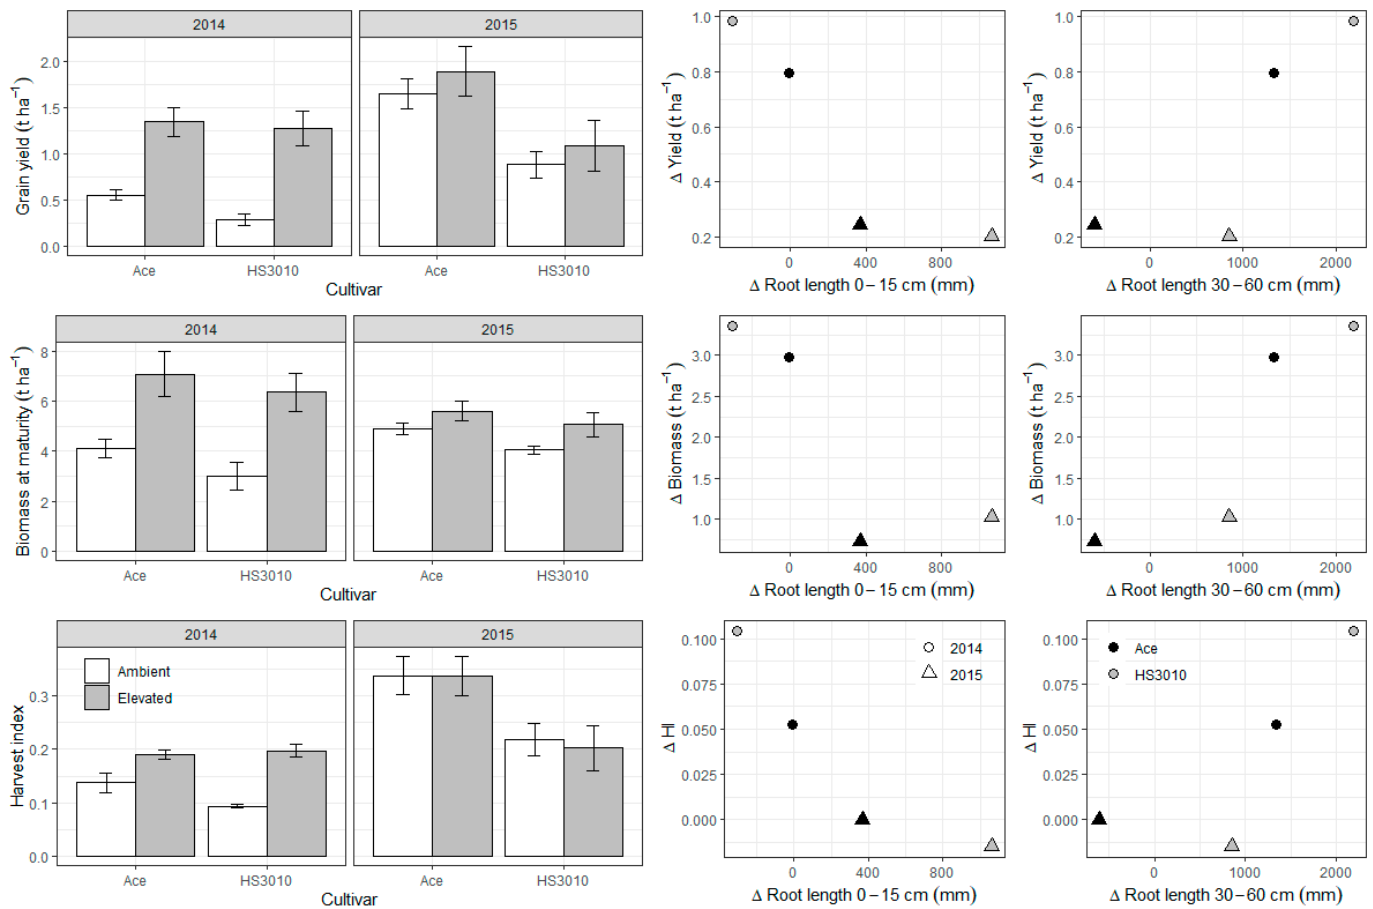 2014 2015
Grain yield (t ha⁻¹)
2.0
1.5
1.0
0.5
0.0
Ace HS3010 Ace HS3010
Cultivar
Δ Yield (t ha⁻¹)
1.0
0.8
0.6
0.4
0.2
0 400 800
Δ Root length 0–15 cm (mm)
Δ Yield (t ha⁻¹)
1.0
0.8
0.6
0.4
0.2
0 1000 2000
Δ Root length 30–60 cm (mm)
2014 2015
Biomass at maturity (t ha⁻¹)
8
6
4
2
0
Ace HS3010 Ace HS3010
Cultivar
Δ Biomass (t ha⁻¹)
3.0
2.5
2.0
1.5
1.0
0 400 800
Δ Root length 0–15 cm (mm)
Δ Biomass (t ha⁻¹)
3.0
2.5
2.0
1.5
1.0
0 1000 2000
Δ Root length 30–60 cm (mm)
2014 2015
Ambient
Elevated
Harvest index
0.3
0.2
0.1
0.0
Ace HS3010 Ace HS3010
Cultivar
Δ HI
0.100
0.075
0.050
0.025
0.000
2014
2015
0 400 800
Δ Root length 0–15 cm (mm)
Δ HI
0.100
0.075
0.050
0.025
0.000
Ace
HS3010
0 1000 2000
Δ Root length 30–60 cm (mm)